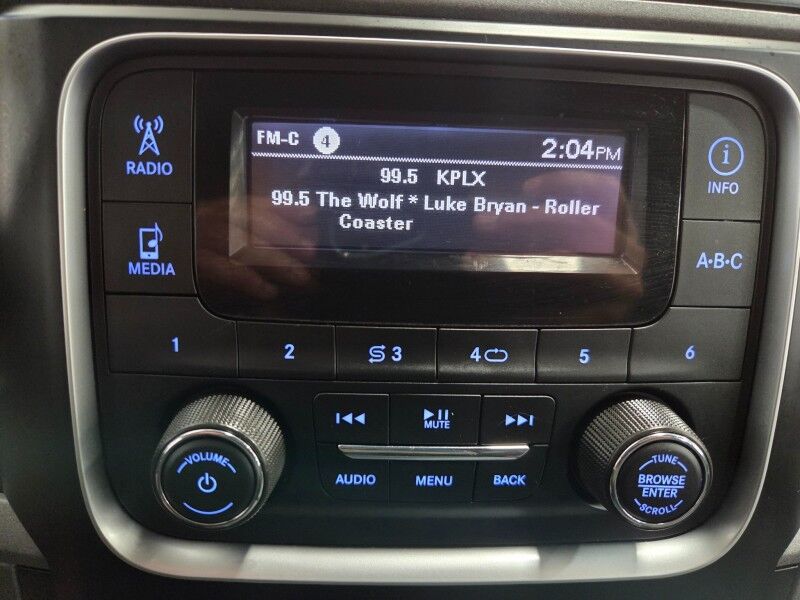 RADIO
FM-C 4 2:04PM
99.5 KPLX
99.5 The Wolf * Luke Bryan - Roller
Coaster
i
INFO
MEDIA
A•B•C
1 2 3 4 5 6
MUTE
VOLUME
AUDIO MENU BACK
TUNE
BROWSE
ENTER
SCROLL